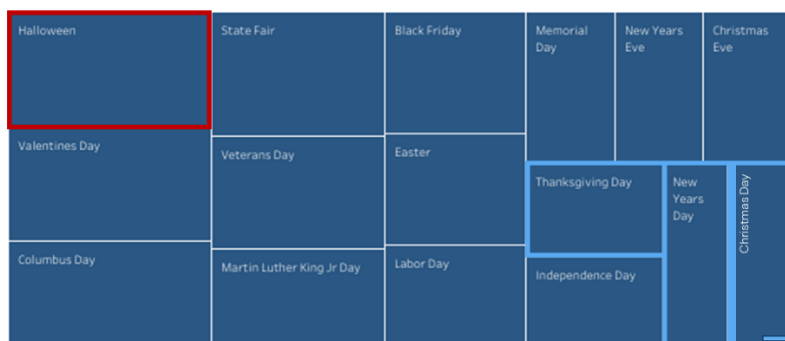 Halloween
State Fair
Black Friday
Memorial
Day
New Years
Eve
Christmas
Eve
Valentines Day
Veterans Day
Easter
Thanksgiving Day
New
Years
Day
Christmas Day
Columbus Day
Martin Luther King Jr Day
Labor Day
Independence Day